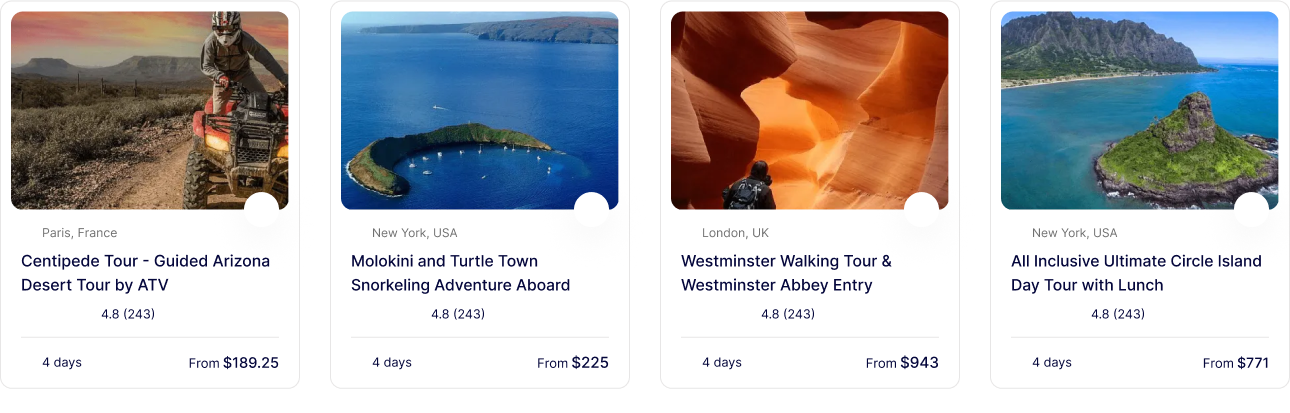 Paris, France
Centipede Tour - Guided Arizona
Desert Tour by ATV
4.8 (243)
4 days
From $189.25
New York, USA
Molokini and Turtle Town
Snorkeling Adventure Aboard
4.8 (243)
4 days
From $225
London, UK
Westminster Walking Tour &
Westminster Abbey Entry
4.8 (243)
4 days
From $943
New York, USA
All Inclusive Ultimate Circle Island
Day Tour with Lunch
4.8 (243)
4 days
From $771